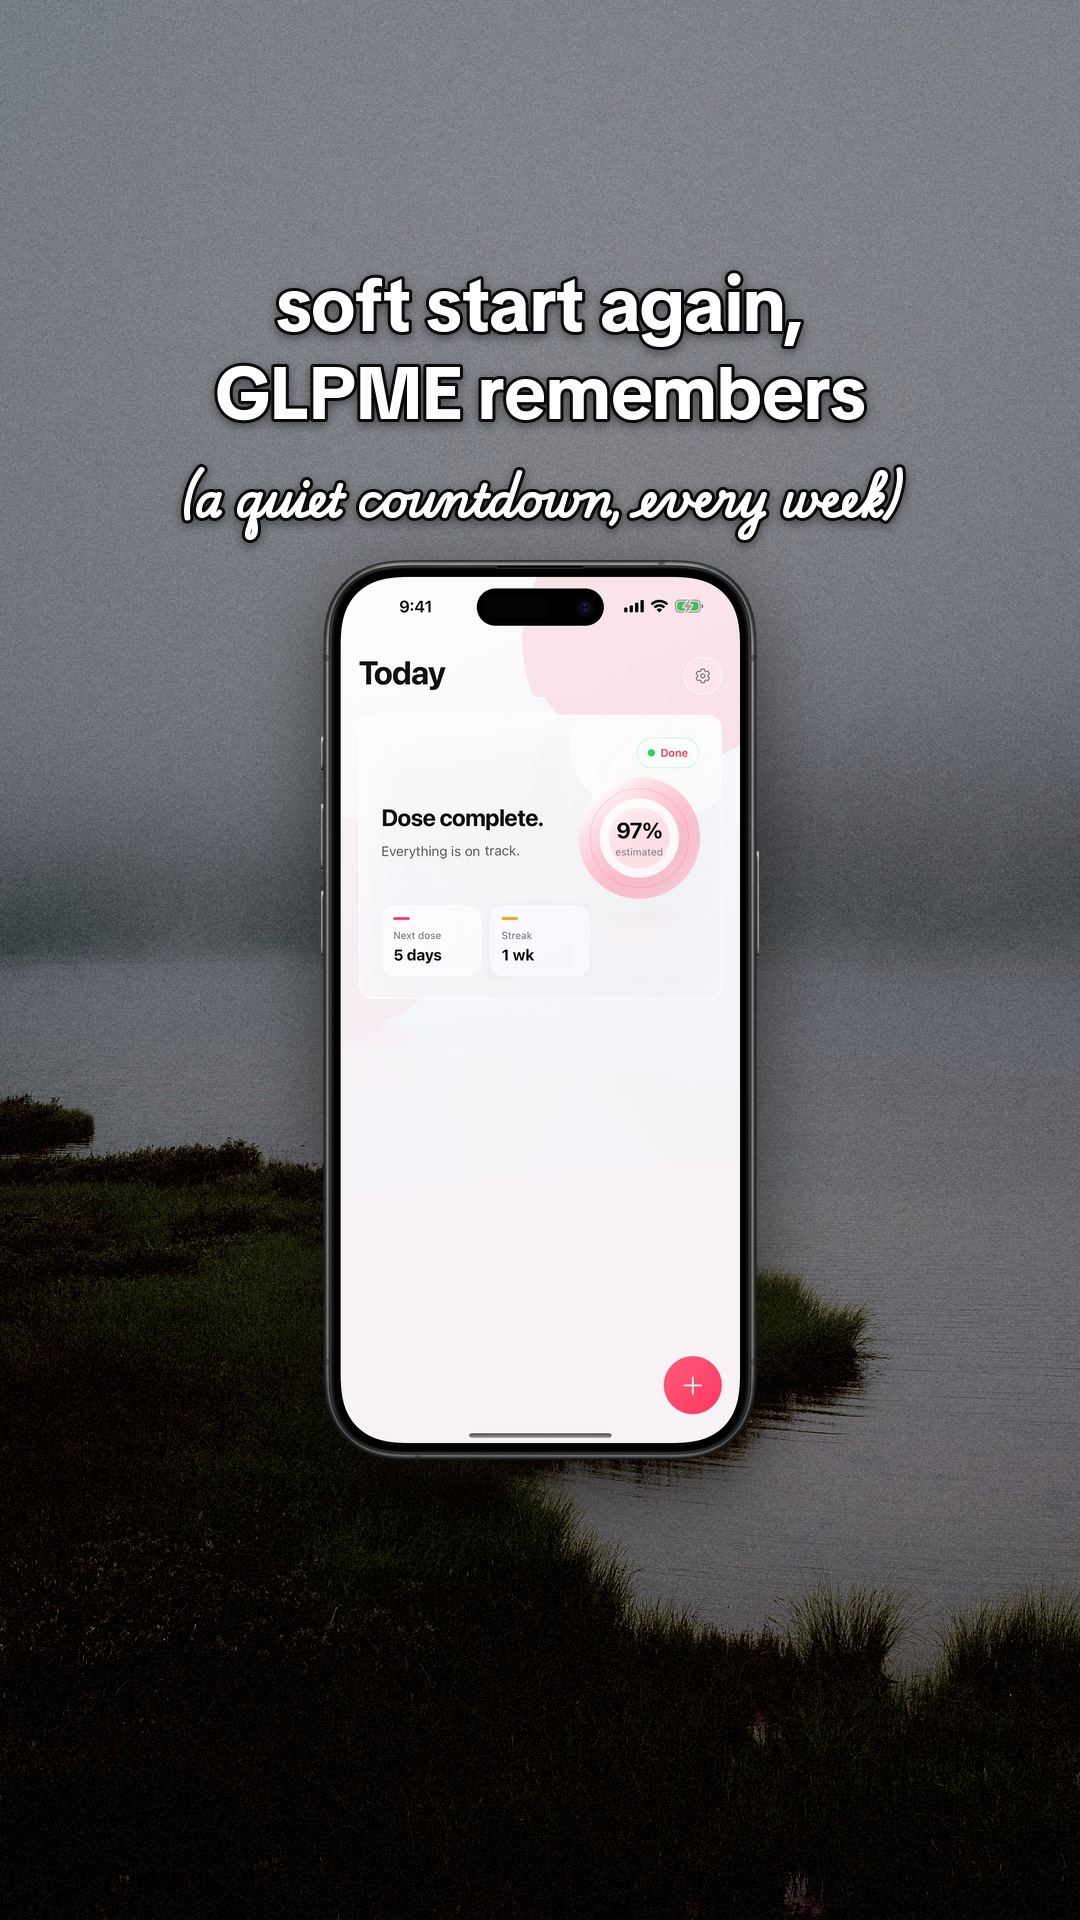 soft start again,
GLPME remembers
(a quiet countdown, every week)
9:41
Today
Done
Dose complete.
Everything is on track.
97%
estimated
Next dose
5 days
Streak
1 wk